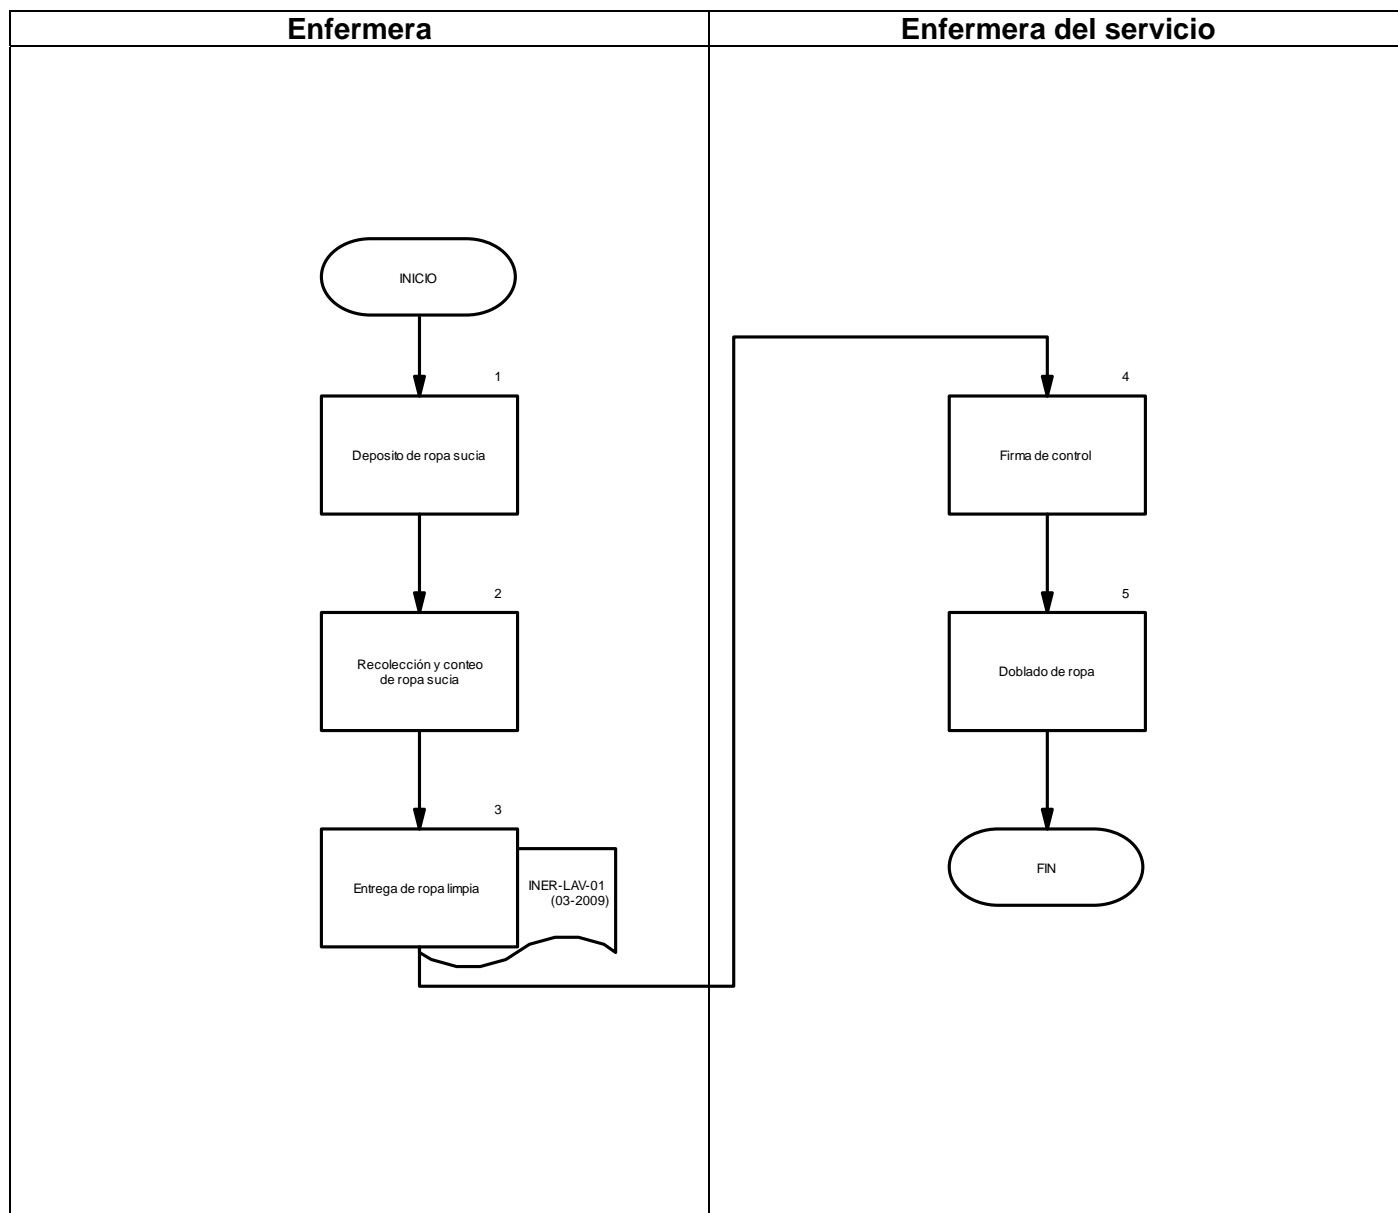 Enfermera
Enfermera del servicio
INICIO
1
Deposito de ropa sucia
2
Recolección y conteo
de ropa sucia
3
Entrega de ropa limpia
INER-LAV-01
(03-2009)
4
Firma de control
5
Doblado de ropa
FIN